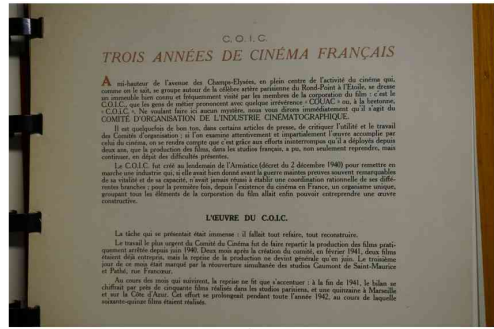 C.O.I.C.
TROIS ANNÉES DE CINÉMA FRANÇAIS
A mi-hauteur de l'avenue des Champs-Elysées, en plein centre de l'activité du cinéma qui,
comme on le sait, se groupe autour de la célèbre artère parisienne du Rond-Point à l'Etoile, se dresse
un immeuble bien connu et fréquemment visité par les membres de la corporation du film : c'est le
C.O.I.C., que les gens de métier prononcent avec quelque irrévérence « COUAC » ou, à la bretonne,
« C.O.i.C. ». Ne voulant faire ici aucun mystère, nous vous dirons immédiatement qu'il s'agit du
COMITÉ D'ORGANISATION DE L'INDUSTRIE CINÉMATOGRAPHIQUE.
Il est quelquefois de bon ton, dans certains articles de presse, de critiquer l'utilité et le travail
des Comités d'organisation ; si l'on examine attentivement et impartialement l'œuvre accomplie par
celui du cinéma, on se rendra compte que c'est grâce aux efforts ininterrompus qu'il a déployés depuis
deux ans, que la production des films, dans les studios français, a pu, non seulement reprendre, mais
continuer, en dépit des difficultés présentes.
Le C.O.I.C. fut créé au lendemain de l'Armistice (décret du 2 décembre 1940) pour remettre en
marche une industrie qui, si elle avait bien donné avant la guerre maintes preuves souvent remarquables
de sa vitalité et de sa capacité, n'avait jamais réussi à établir une coordination rationnelle de ses diffé-
rentes branches ; pour la première fois, depuis l'existence du cinéma en France, un organisme unique,
groupant tous les éléments de la corporation du film allait enfin pouvoir entreprendre une œuvre
constructive.
L'ŒUVRE DU C.O.I.C.
La tâche qui se présentait était immense : il fallait tout refaire, tout reconstruire.
Le travail le plus urgent du Comité du Cinéma fut de faire repartir la production des films prati-
quement arrêtée depuis juin 1940. Deux mois après la création du comité, en février 1941, deux films
étaient déjà entrepris, mais la reprise de la production ne devint générale qu'en juin. Le troisième
jour de ce mois était marqué par la réouverture simultanée des studios Gaumont de Saint-Maurice
et Pathé, rue Francœur.
Au cours des mois qui suivirent, la reprise ne fit que s'accentuer : à la fin de 1941, le bilan se
chiffrait par près de cinquante films réalisés dans les studios parisiens, et une quinzaine à Marseille
et sur la Côte d'Azur. Cet effort se prolongeait pendant toute l'année 1942, au cours de laquelle
soixante-quinze films étaient réalisés.